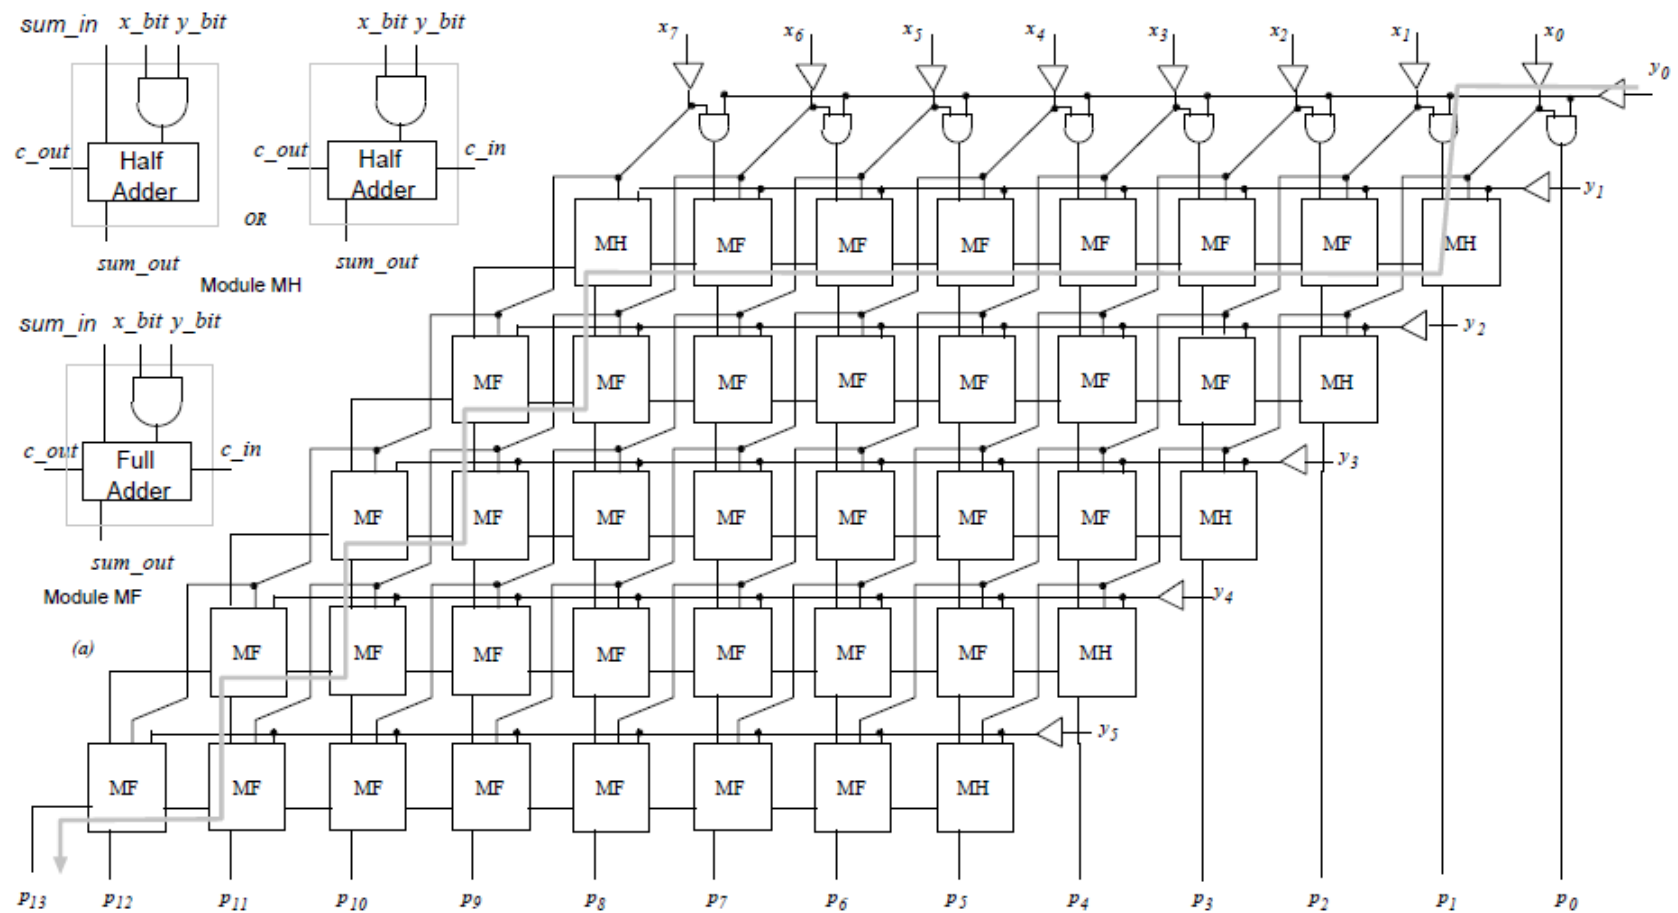 sum_in x_bit y_bit
x_bit y_bit
x7 x6 x5 x4 x3 x2 x1 x0
y0
c_out Half Adder
c_out Half Adder c_in
OR
sum_out
sum_out
Module MH
y1
MH MF MF MF MF MF MF MH
sum_in x_bit y_bit
y2
MF MF MF MF MF MF MF MH
c_out Full Adder c_in
y3
sum_out
MF MF MF MF MF MF MF MH
Module MF
y4
(a)
MF MF MF MF MF MF MF MH
y5
MF MF MF MF MF MF MF MH
p13 p12 p11 p10 p9 p8 p7 p6 p5 p4 p3 p2 p1 p0